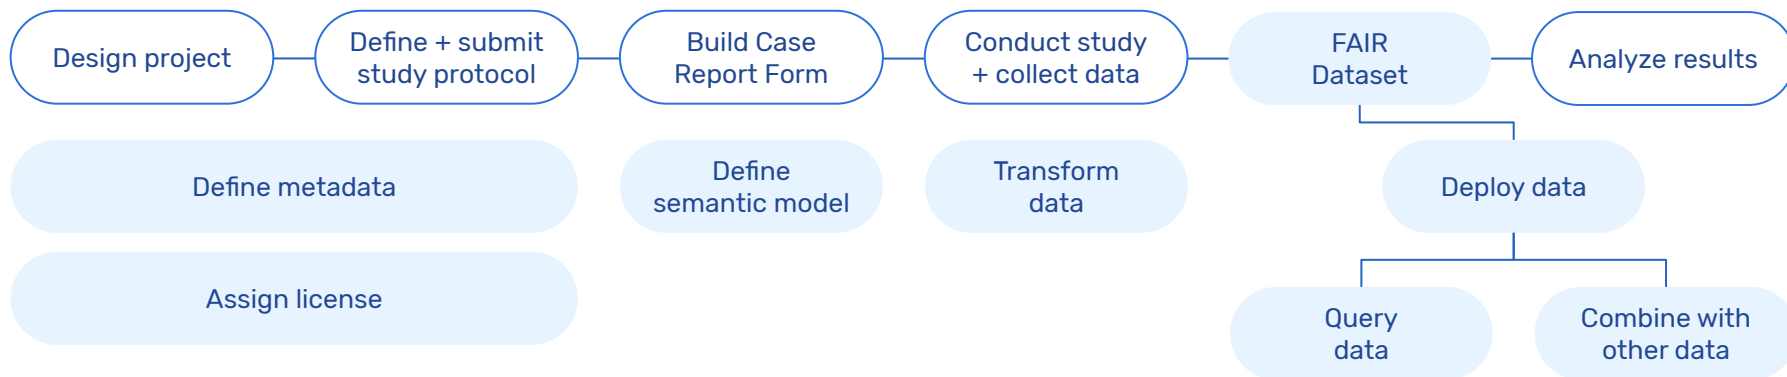 Design project
Define + submit
study protocol
Build Case
Report Form
Conduct study
+ collect data
FAIR
Dataset
Analyze results
Define metadata
Define
semantic model
Transform
data
Deploy data
Assign license
Query
data
Combine with
other data